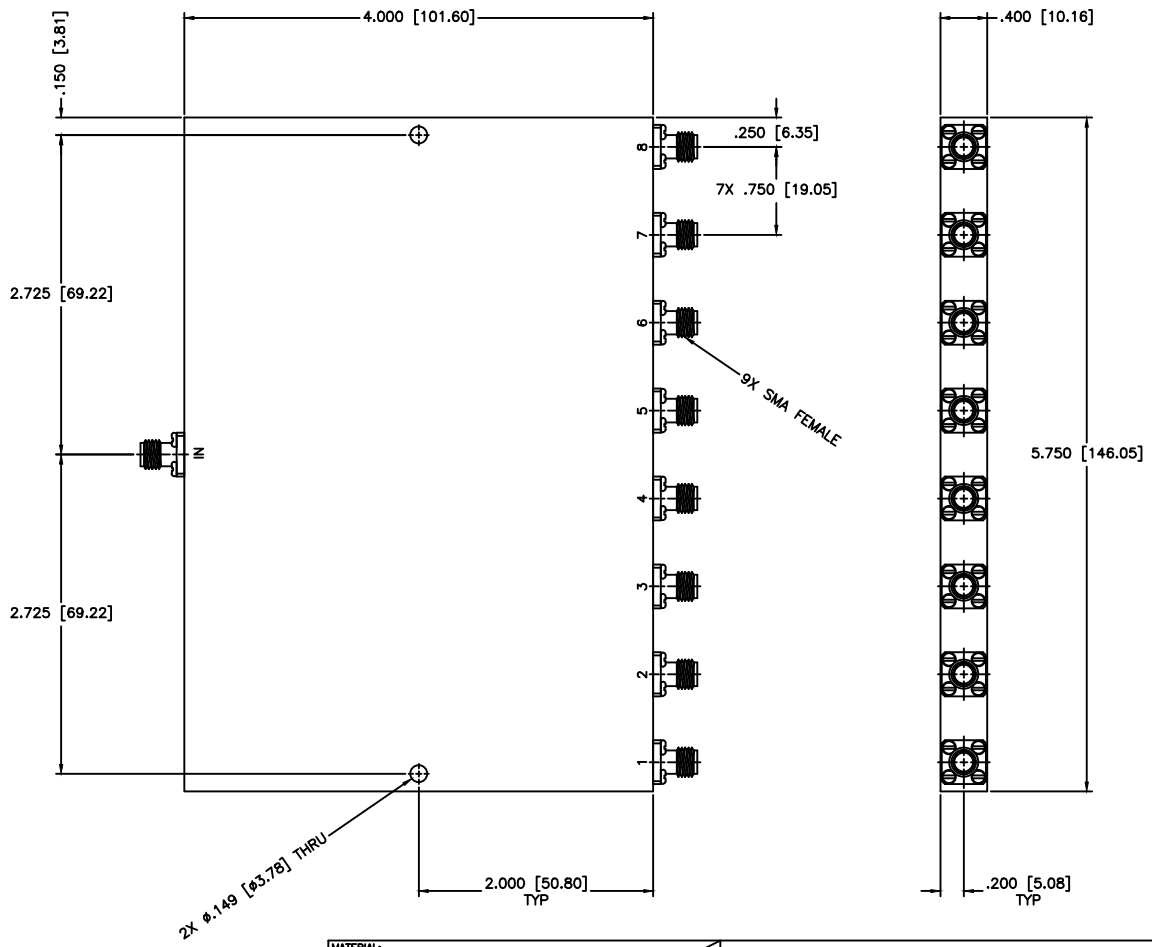 4.000 [101.60]
.400 [10.16]
.150 [3.81]
.250 [6.35]
8
7X .750 [19.05]
7
2.725 [69.22]
6
9X SMA FEMALE
5
IN
5.750 [146.05]
4
3
2.725 [69.22]
2
1
2X ø.149 [ø3.78] THRU
2.000 [50.80]
TYP
.200 [5.08]
TYP
MATERIAL: